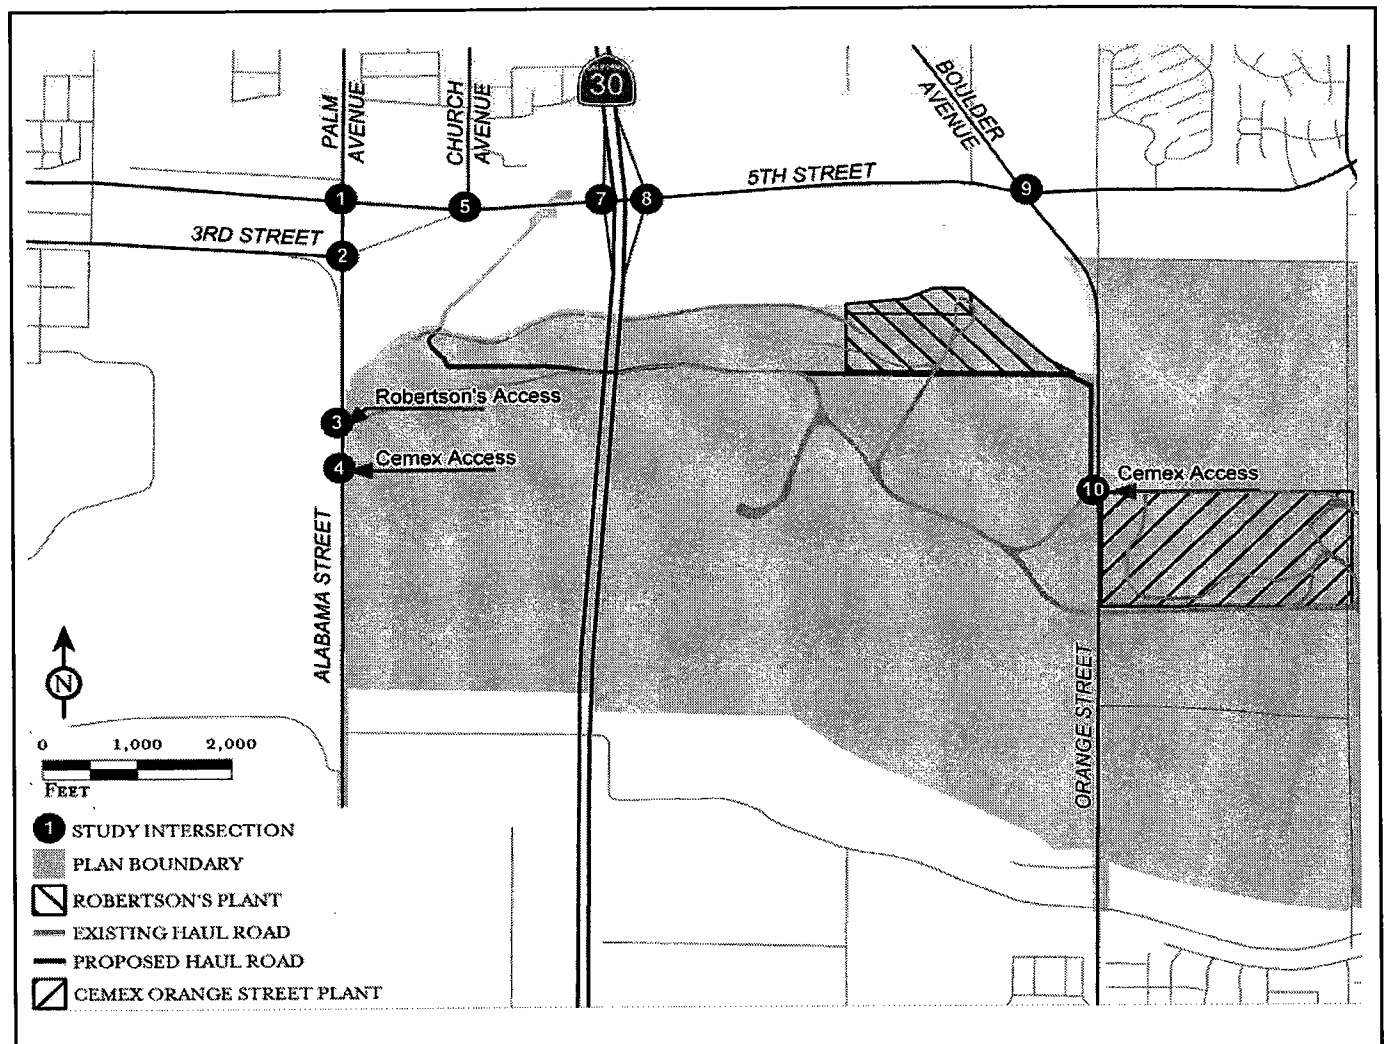 PALM
AVENUE
CHURCH
AVENUE
CALIFORNIA
30
BOULDER
AVENUE
5TH STREET
1
5
7
8
9
3RD STREET
2
Robertson's Access
3
Cemex Access
4
Cemex Access
10
ALABAMA STREET
ORANGE STREET
N
0 1,000 2,000
FEET
1 STUDY INTERSECTION
PLAN BOUNDARY
ROBERTSON'S PLANT
EXISTING HAUL ROAD
PROPOSED HAUL ROAD
CEMEX ORANGE STREET PLANT